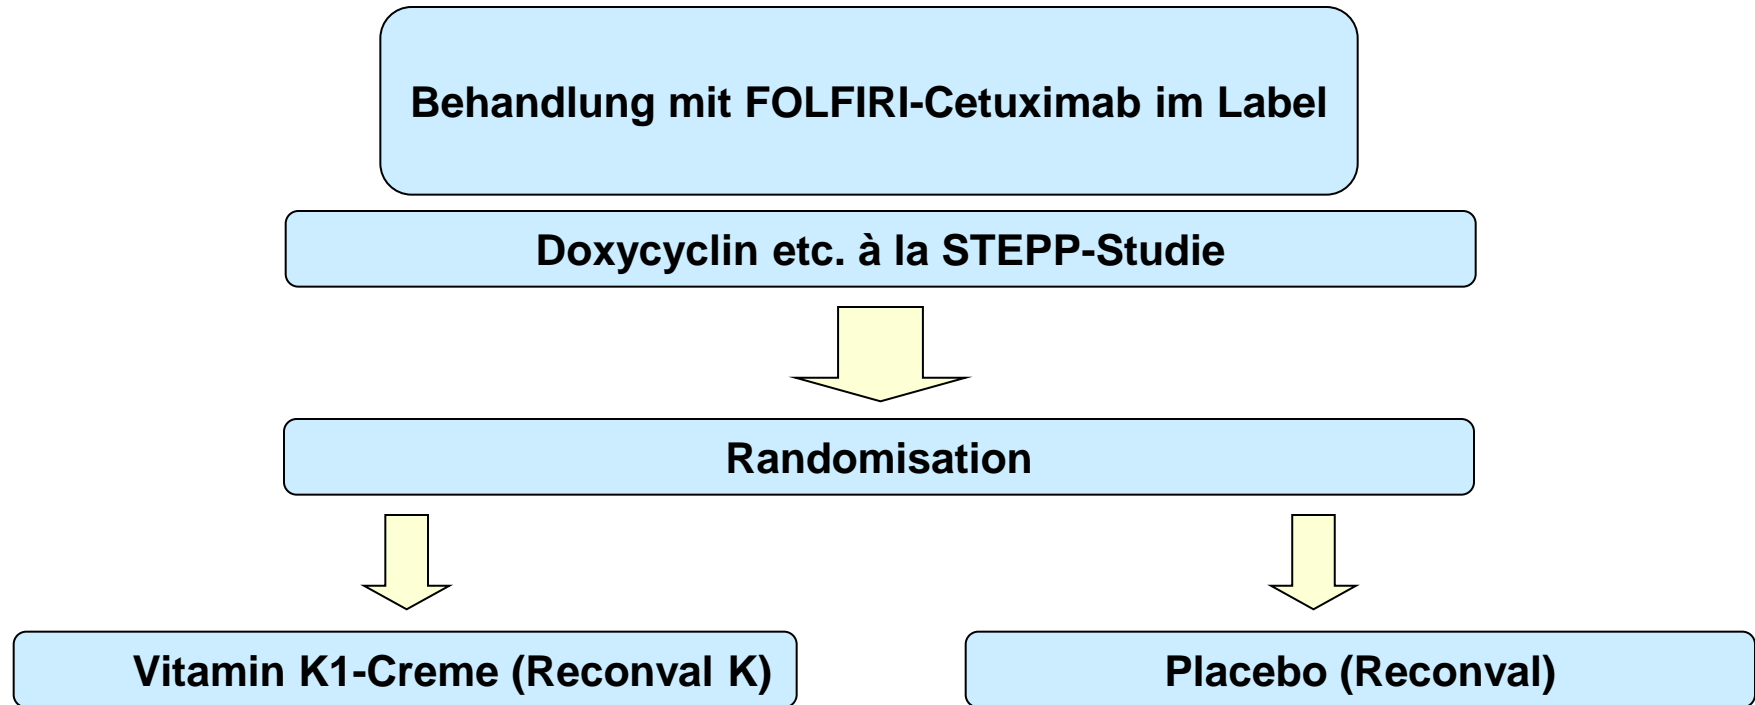 Behandlung mit FOLFIRI-Cetuximab im Label
Doxycyclin etc. à la STEPP-Studie
Randomisation
Vitamin K1-Creme (Reconval K)
Placebo (Reconval)